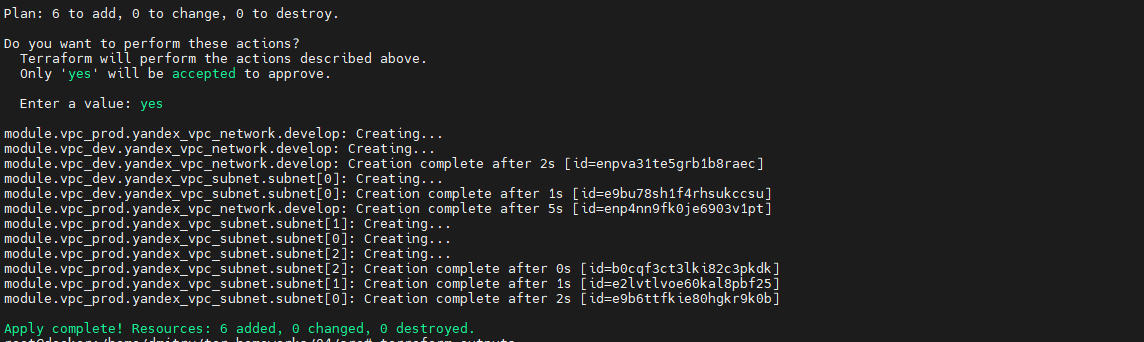 Plan: 6 to add, 0 to change, 0 to destroy.
Do you want to perform these actions?
Terraform will perform the actions described above.
Only 'yes' will be accepted to approve.
Enter a value: yes
module.vpc_prod.yandex_vpc_network.develop: Creating...
module.vpc_dev.yandex_vpc_network.develop: Creating...
module.vpc_dev.yandex_vpc_network.develop: Creation complete after 2s [id=enpva31te5grb1b8raec]
module.vpc_dev.yandex_vpc_subnet.subnet[0]: Creating...
module.vpc_dev.yandex_vpc_subnet.subnet[0]: Creation complete after 1s [id=e9bu78sh1f4rhsukccsu]
module.vpc_prod.yandex_vpc_network.develop: Creation complete after 5s [id=enp4nn9fk0je6903v1pt]
module.vpc_prod.yandex_vpc_subnet.subnet[1]: Creating...
module.vpc_prod.yandex_vpc_subnet.subnet[0]: Creating...
module.vpc_prod.yandex_vpc_subnet.subnet[2]: Creating...
module.vpc_prod.yandex_vpc_subnet.subnet[2]: Creation complete after 0s [id=b0cqf3ct3lki82c3pkdk]
module.vpc_prod.yandex_vpc_subnet.subnet[1]: Creation complete after 1s [id=e2lvtlvoe60kal8pbf25]
module.vpc_prod.yandex_vpc_subnet.subnet[0]: Creation complete after 2s [id=e9b6ttfkie80hgkr9k0b]
Apply complete! Resources: 6 added, 0 changed, 0 destroyed.